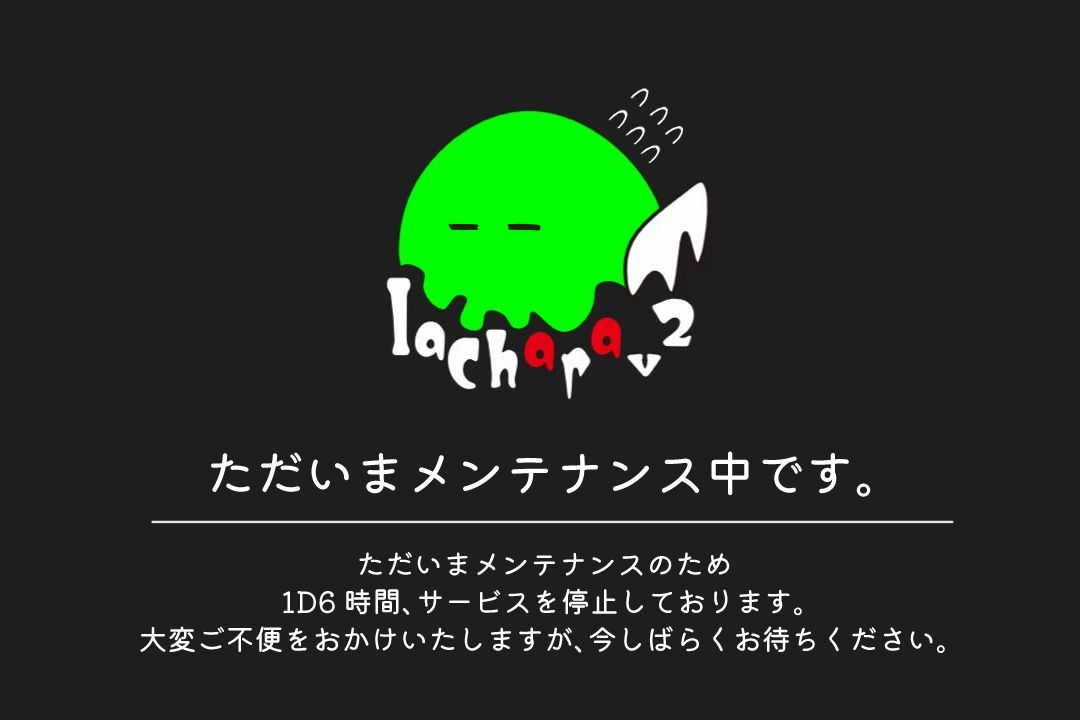 Iachara v2
ただいまメンテナンス中です。
ただいまメンテナンスのため
1D6 時間、サービスを停止しております。
大変ご不便をおかけいたしますが、今しばらくお待ちください。